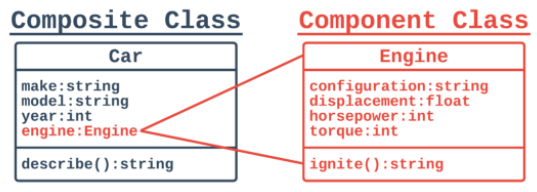 Composite Class
Car
make:string
model:string
year:int
engine:Engine
describe():string
Component Class
Engine
configuration:string
displacement:float
horsepower:int
torque:int
ignite():string